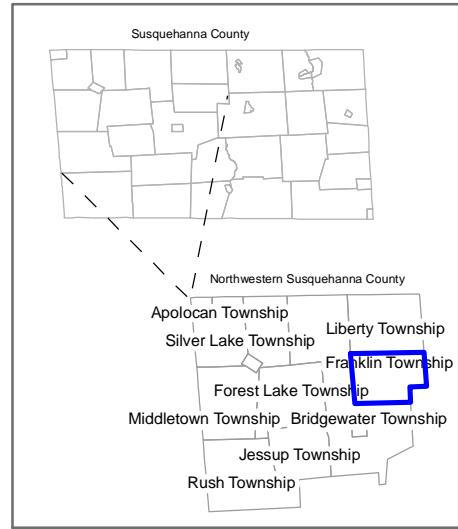 Susquehanna County
Northwestern Susquehanna County
Apolocan Township
Liberty Township
Silver Lake Township
Franklin Township
Forest Lake Township
Middletown Township
Bridgewater Township
Jessup Township
Rush Township